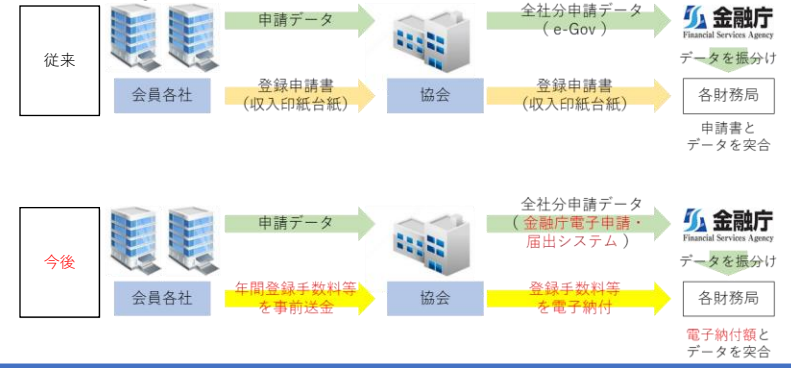 従来
申請データ
全社分申請データ
（ e-Gov ）
金融庁
Financial Services Agency
データを振分け
会員各社
登録申請書
（収入印紙台紙）
協会
登録申請書
（収入印紙台紙）
各財務局
申請書と
データを突合
今後
申請データ
全社分申請データ
（ 金融庁電子申請・
届出システム ）
金融庁
Financial Services Agency
データを振分け
会員各社
年間登録手数料等
を事前送金
協会
登録手数料等
を電子納付
各財務局
電子納付額と
データを突合